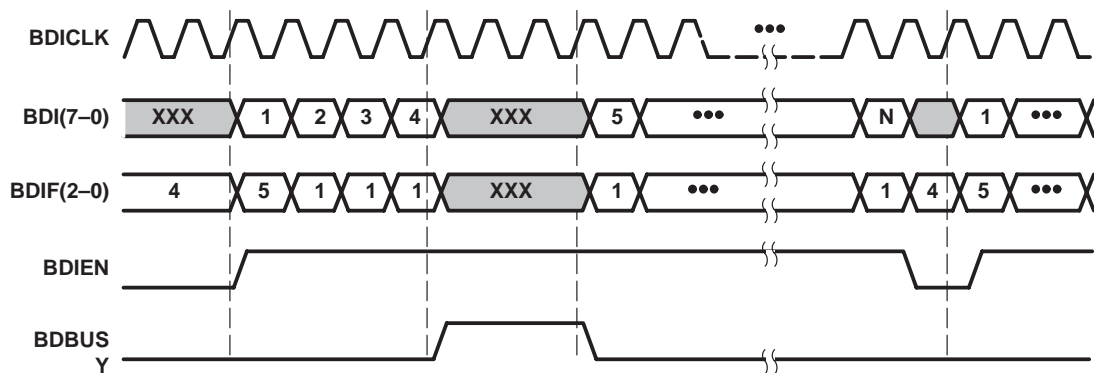 BDICLK •••
BDI(7–0) XXX 1 2 3 4 XXX 5 ••• N 1 •••
BDIF(2–0) 4 5 1 1 1 XXX 1 ••• 1 4 5 •••
BDIEN
BDBUS
Y